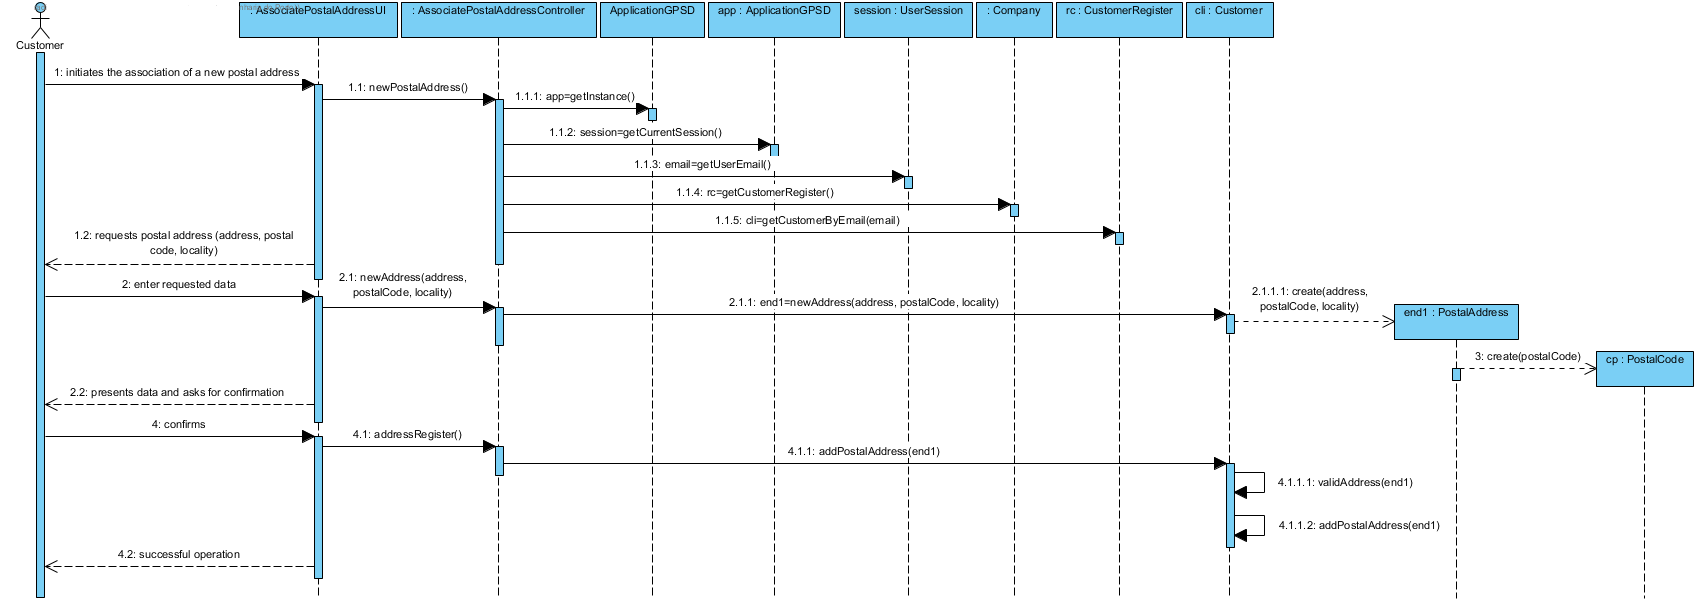 : AssociatePostalAddressUI
: AssociatePostalAddressController
ApplicationGPSD
app : ApplicationGPSD
session : UserSession
: Company
rc : CustomerRegister
cli : Customer
Customer
1: initiates the association of a new postal address
1.1: newPostalAddress()
1.1.1: app=getInstance()
1.1.2: session=getCurrentSession()
1.1.3: email=getUserEmail()
1.1.4: rc=getCustomerRegister()
1.1.5: cli=getCustomerByEmail(email)
1.2: requests postal address (address, postal
code, locality)
2: enter requested data
2.1: newAddress(address,
postalCode, locality)
2.1.1: end1=newAddress(address, postalCode, locality)
2.1.1.1: create(address,
postalCode, locality)
end1 : PostalAddress
3: create(postalCode)
cp : PostalCode
2.2: presents data and asks for confirmation
4: confirms
4.1: addressRegister()
4.1.1: addPostalAddress(end1)
4.1.1.1: validAddress(end1)
4.1.1.2: addPostalAddress(end1)
4.2: successful operation